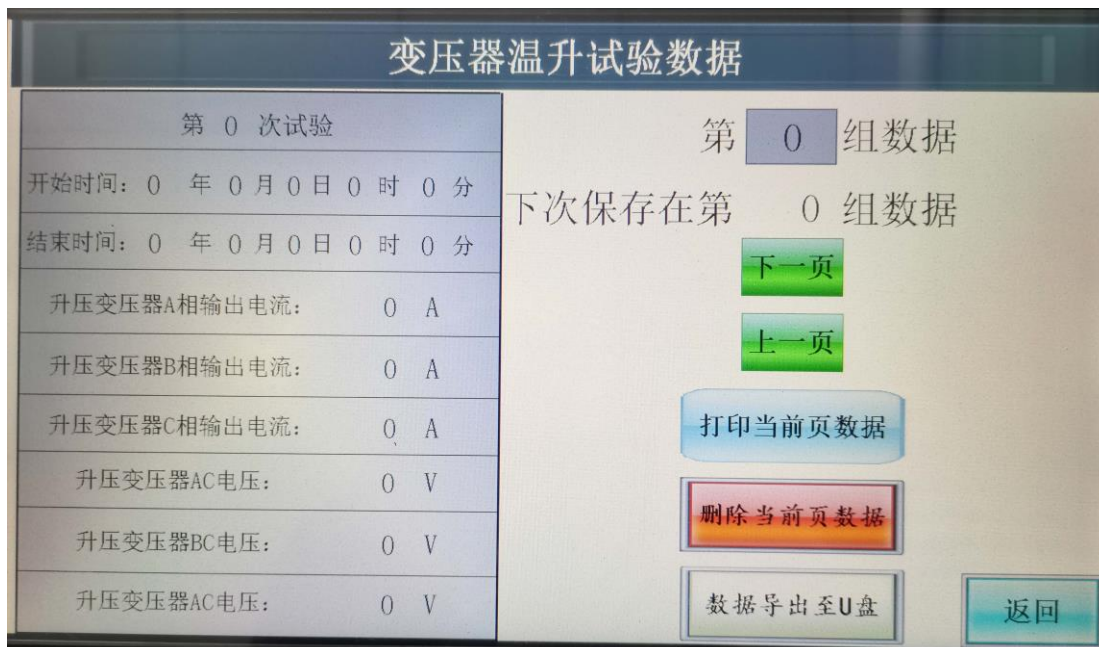 变压器温升试验数据
第 0 次试验
开始时间: 0 年 0 月 0 日 0 时 0 分
结束时间: 0 年 0 月 0 日 0 时 0 分
升压变压器A相输出电流: 0 A
升压变压器B相输出电流: 0 A
升压变压器C相输出电流: 0 A
升压变压器AC电压: 0 V
升压变压器BC电压: 0 V
升压变压器AC电压: 0 V
第 0 组数据
下次保存在第 0 组数据
下一页
上一页
打印当前页数据
删除当前页数据
数据导出至U盘
返回